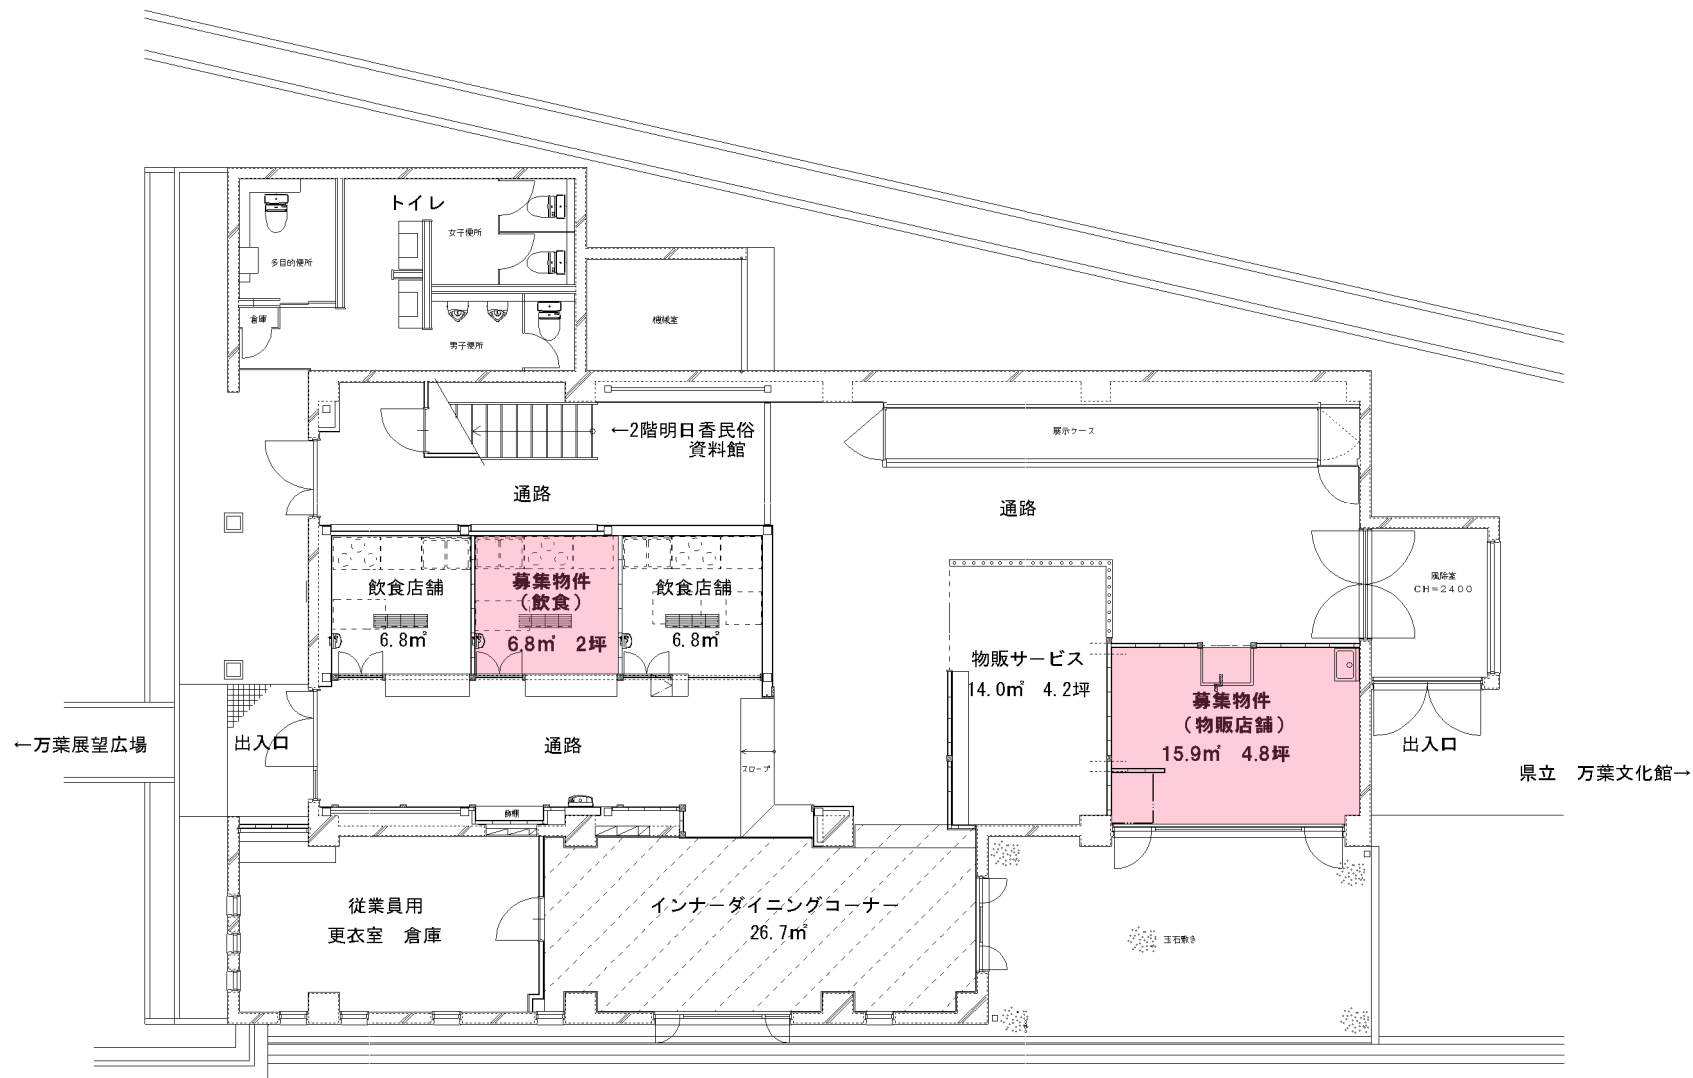 トイレ
女子便所
多目的便所
倉庫
男子便所
機械室
←2階明日香民俗
資料館
展示ケース
通路
通路
飲食店舗
6.8㎡
募集物件
(飲食)
6.8㎡ 2坪
飲食店舗
6.8㎡
風除室
CH=2400
物販サービス
14.0㎡ 4.2坪
募集物件
(物販店舗)
15.9㎡ 4.8坪
←万葉展望広場
出入口
通路
スロープ
出入口
県立 万葉文化館→
飾棚
従業員用
更衣室 倉庫
インナーダイニングコーナー
26.7㎡
玉石敷き